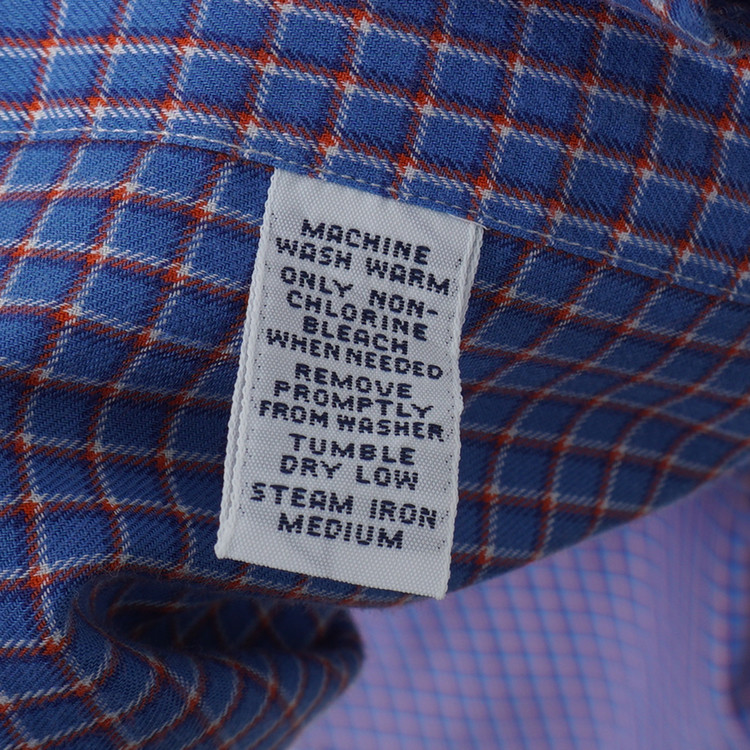 MACHINE
WASH WARM
ONLY NON-
CHLORINE
BLEACH
WHEN NEEDED
REMOVE
PROMPTLY
FROM WASHER
TUMBLE
DRY LOW
STEAM IRON
MEDIUM